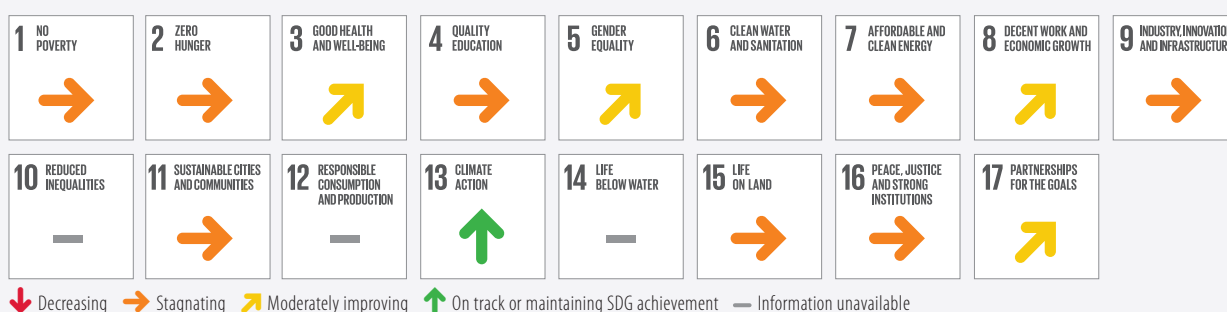 1 NO
POVERTY
2 ZERO
HUNGER
3 GOOD HEALTH
AND WELL-BEING
4 QUALITY
EDUCATION
5 GENDER
EQUALITY
6 CLEAN WATER
AND SANITATION
7 AFFORDABLE AND
CLEAN ENERGY
8 DECENT WORK AND
ECONOMIC GROWTH
9 INDUSTRY, INNOVATIO
AND INFRASTRUCTUR
10 REDUCED
INEQUALITIES
11 SUSTAINABLE CITIES
AND COMMUNITIES
12 RESPONSIBLE
CONSUMPTION
AND PRODUCTION
13 CLIMATE
ACTION
14 LIFE
BELOW WATER
15 LIFE
ON LAND
16 PEACE, JUSTICE
AND STRONG
INSTITUTIONS
17 PARTNERSHIPS
FOR THE GOALS
Decreasing Stagnating Moderately improving On track or maintaining SDG achievement Information unavailable